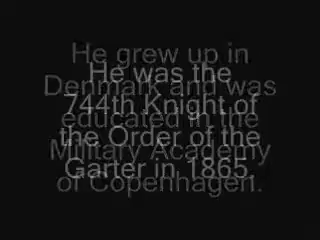 He grew up in
Denmark and was
educated in the
Military Academy
of Copenhagen.
He was the
744th Knight of
the Order of the
Garter in 1865.